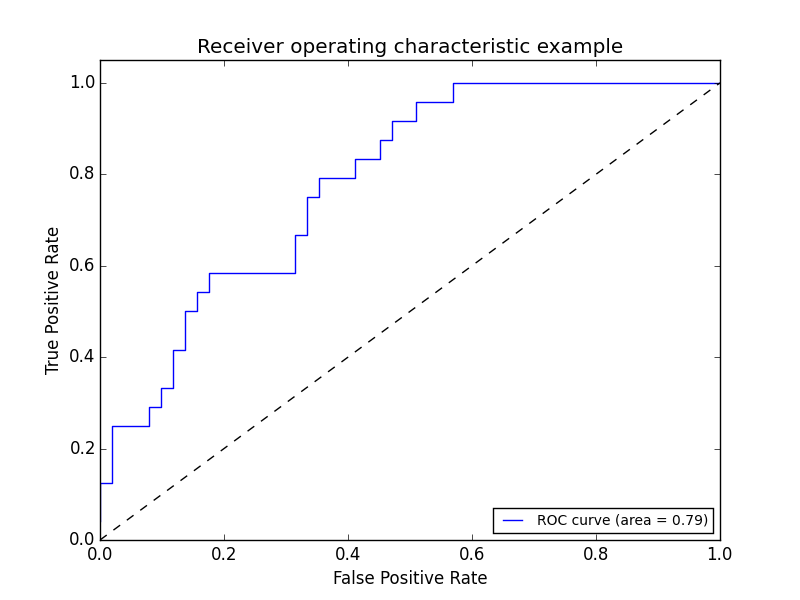 Receiver operating characteristic example
1.0
0.8
0.6
0.4
0.2
0.0
True Positive Rate
ROC curve (area = 0.79)
0.0 0.2 0.4 0.6 0.8 1.0
False Positive Rate